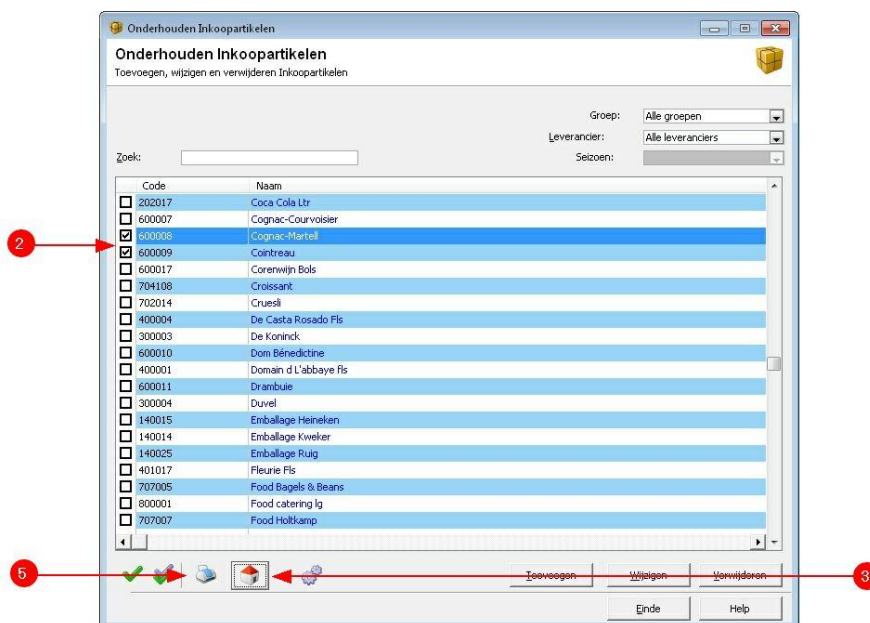 Onderhouden Inkoopartikelen
Onderhouden Inkoopartikelen
Toevoegen, wijzigen en verwijderen Inkoopartikelen
Groep: Alle groepen
Leverancier: Alle leveranciers
Zoek: Seizoen:
Code Naam
202017 Coca Cola Ltr
600007 Cognac-Courvoisier
600008 Cognac-Martell
600009 Cointreau
600017 Corenwijn Bols
704108 Croissant
702014 Cruesli
400004 De Casta Rosado Fls
300003 De Koninck
600010 Dom Bénedictine
400001 Domain d L'abbaye fls
600011 Drambuie
300004 Duvel
140015 Emballage Heineken
140014 Emballage Kweker
140025 Emballage Ruig
401017 Fleurie Fls
707005 Food Bagels & Beans
800001 Food catering lg
707007 Food Holtkamp
2
5
3
Toevoegen Wijzigen Verwijderen
Einde Help